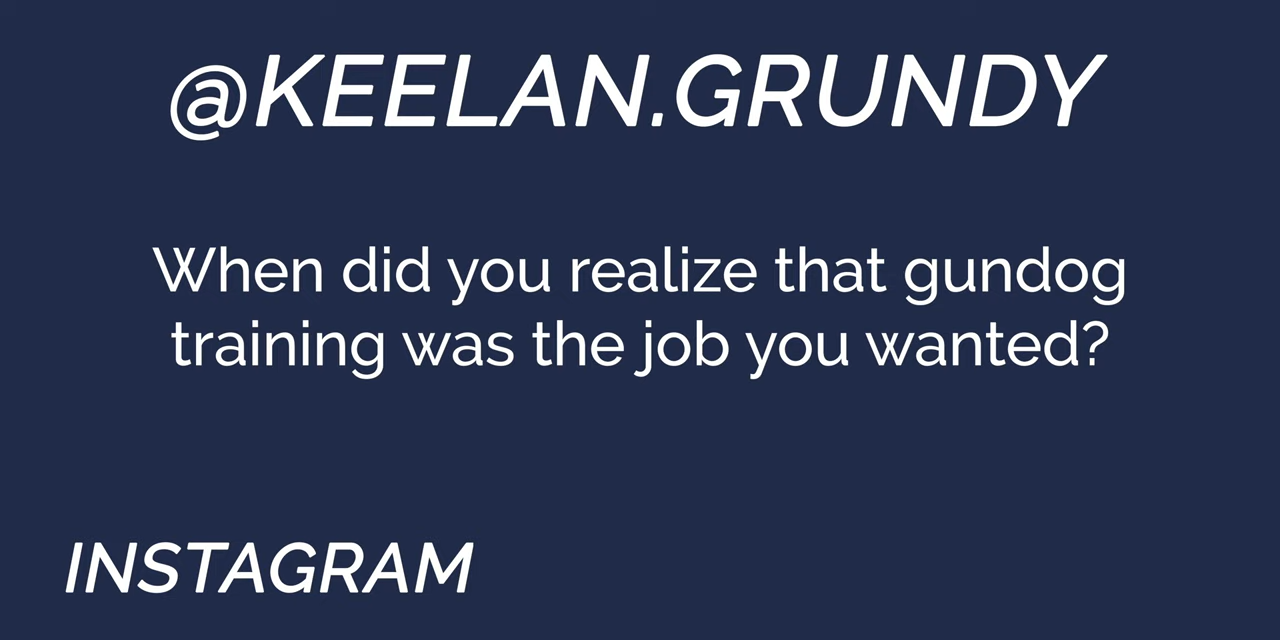 @KEELAN.GRUNDY
When did you realize that gundog
training was the job you wanted?
INSTAGRAM